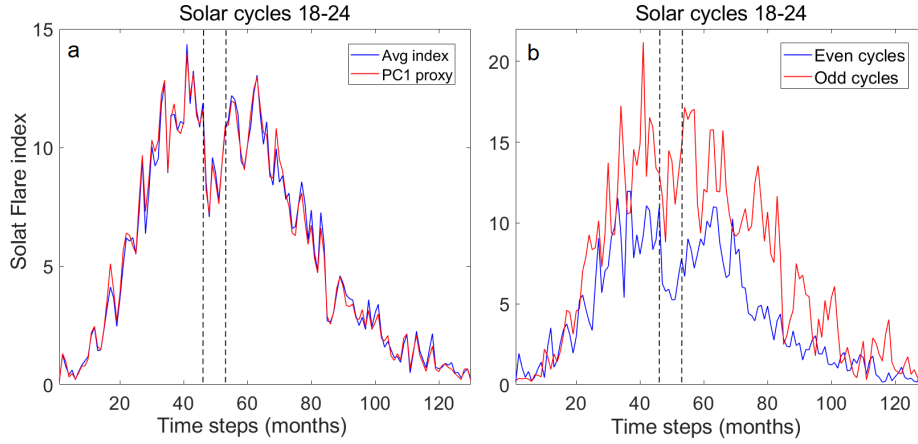 Solar cycles 18-24
a
Avg index
PC1 proxy
15
10
5
0
Solat Flare index
20 40 60 80 100 120
Time steps (months)
Solar cycles 18-24
b
Even cycles
Odd cycles
20
15
10
5
0
20 40 60 80 100 120
Time steps (months)